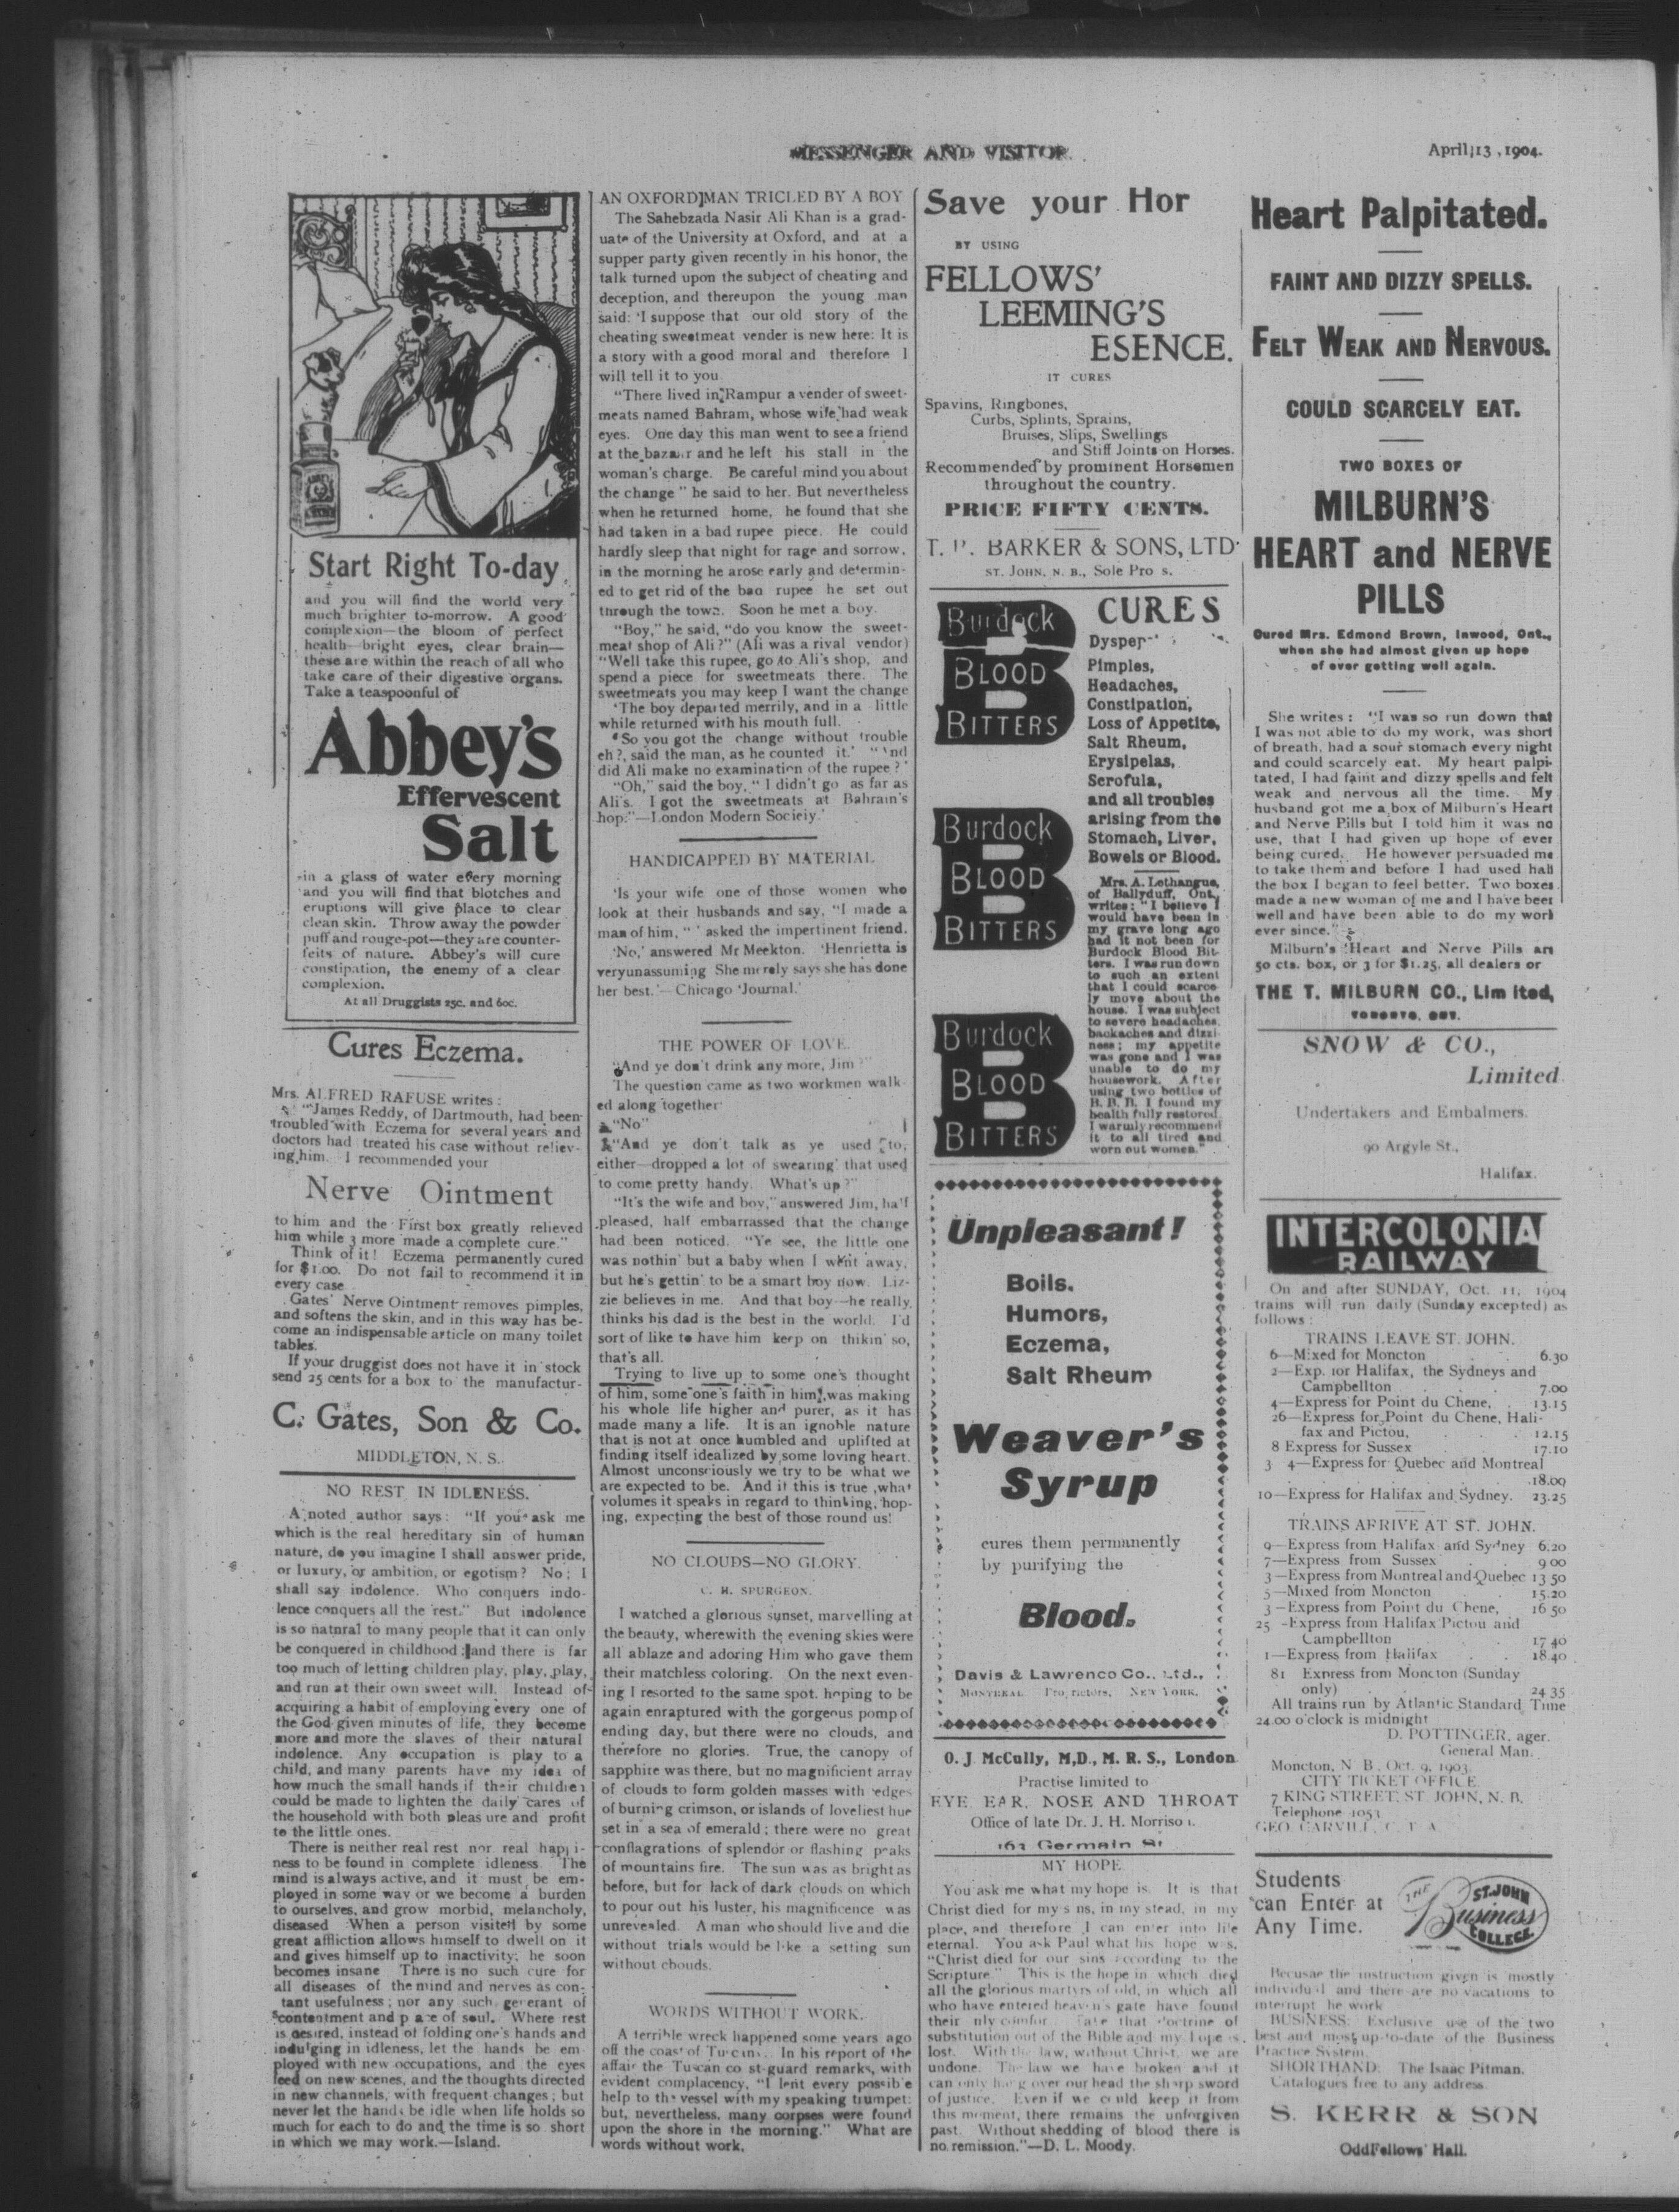 MESSENGER AND VISITOR.
April 13, 1904.
Start Right To-day
and you will find the world very
much brighter to-morrow. A good
complexion—the bloom of perfect
health—bright eyes, clear brain—
these are within the reach of all who
take care of their digestive organs.
Take a teaspoonful of
Abbey's
Effervescent
Salt
in a glass of water every morning
and you will find that blotches and
eruptions will give place to clear
clean skin. Throw away the powder
puff and rouge-pot—they are counter-
feits of nature. Abbey's will cure
constipation, the enemy of a clear
complexion.
At all Druggists 25c. and 60c.
Cures Eczema.
Mrs. ALFRED RAFUSE writes:
"James Reddy, of Dartmouth, had been
troubled with Eczema for several years and
doctors had treated his case without reliev-
ing him. I recommended your
Nerve Ointment
to him and the First box greatly relieved
him while 3 more made a complete cure."
Think of it! Eczema permanently cured
for $1.00. Do not fail to recommend it in
every case
Gates' Nerve Ointment removes pimples,
and softens the skin, and in this way has be-
come an indispensable article on many toilet
tables.
If your druggist does not have it in stock
send 25 cents for a box to the manufactur-
C. Gates, Son & Co.
MIDDLETON, N. S.
NO REST IN IDLENESS.
A noted author says: "If you ask me
which is the real hereditary sin of human
nature, do you imagine I shall answer pride,
or luxury, or ambition, or egotism? No; I
shall say indolence. Who conquers indo-
lence conquers all the rest." But indolence
is so natnral to many people that it can only
be conquered in childhood; and there is far
too much of letting children play, play, play,
and run at their own sweet will. Instead of
acquiring a habit of employing every one of
the God given minutes of life, they become
more and more the slaves of their natural
indolence. Any occupation is play to a
child, and many parents have my idea of
how much the small hands if their children
could be made to lighten the daily cares of
the household with both pleas ure and profit
to the little ones.
There is neither real rest nor real happi-
ness to be found in complete idleness. The
mind is always active, and it must be em-
ployed in some way or we become a burden
to ourselves, and grow morbid, melancholy,
diseased When a person visited by some
great affliction allows himself to dwell on it
and gives himself up to inactivity, he soon
becomes insane There is no such cure for
all diseases of the mind and nerves as con-
tant usefulness; nor any such generant of
contentment and peace of soul. Where rest
is desired, instead of folding one's hands and
indulging in idleness, let the hands be em
ployed with new occupations, and the eyes
feed on new scenes, and the thoughts directed
in new channels, with frequent changes; but
never let the hands be idle when life holds so
much for each to do and the time is so short
in which we may work.—Island.
AN OXFORD MAN TRICLED BY A BOY
The Sahebzada Nasir Ali Khan is a grad-
uate of the University at Oxford, and at a
supper party given recently in his honor, the
talk turned upon the subject of cheating and
deception, and thereupon the young man
said: 'I suppose that our old story of the
cheating sweetmeat vender is new here: It is
a story with a good moral and therefore I
will tell it to you
"There lived in Rampur a vender of sweet-
meats named Bahram, whose wife had weak
eyes. One day this man went to see a friend
at the bazaar and he left his stall in the
woman's charge. Be careful mind you about
the change" he said to her. But nevertheless
when he returned home, he found that she
had taken in a bad rupee piece. He could
hardly sleep that night for rage and sorrow,
in the morning he arose early and determin-
ed to get rid of the bad rupee he set out
through the town. Soon he met a boy.
"Boy," he said, "do you know the sweet-
meat shop of Ali?" (Ali was a rival vendor)
"Well take this rupee, go to Ali's shop, and
spend a piece for sweetmeats there. The
sweetmeats you may keep I want the change
'The boy departed merrily, and in a little
while returned with his mouth full.
'So you got the change without trouble
eh?, said the man, as he counted it.' "And
did Ali make no examination of the rupee?'
"Oh," said the boy, "I didn't go as far as
Ali's. I got the sweetmeats at Bahrain's
hop."—London Modern Society.'
HANDICAPPED BY MATERIAL
'Is your wife one of those women who
look at their husbands and say, "I made a
man of him," ' asked the impertinent friend.
'No,' answered Mr Meekton. 'Henrietta is
veryunassuming She merely says she has done
her best.'—Chicago 'Journal.'
THE POWER OF LOVE.
"And ye don't drink any more, Jim?"
The question came as two workmen walk
ed along together
"No"
"And ye don't talk as ye used to,
either—dropped a lot of swearing' that used
to come pretty handy. What's up?"
"It's the wife and boy," answered Jim, half
pleased, half embarrassed that the change
had been noticed. "Ye see, the little one
was nothin' but a baby when I went away,
but he's gettin' to be a smart boy now. Liz-
zie believes in me. And that boy—he really
thinks his dad is the best in the world. I'd
sort of like to have him keep on thikin' so,
that's all.
Trying to live up to some one's thought
of him, some one's faith in him, was making
his whole life higher and purer, as it has
made many a life. It is an ignoble nature
that is not at once humbled and uplifted at
finding itself idealized by some loving heart.
Almost unconsciously we try to be what we
are expected to be. And if this is true, what
volumes it speaks in regard to thinking, hop-
ing, expecting the best of those round us!
NO CLOUDS—NO GLORY.
C. H. SPURGEON.
I watched a glorious sunset, marvelling at
the beauty, wherewith the evening skies were
all ablaze and adoring Him who gave them
their matchless coloring. On the next even-
ing I resorted to the same spot, hoping to be
again enraptured with the gorgeous pomp of
ending day, but there were no clouds, and
therefore no glories. True, the canopy of
sapphire was there, but no magnificent array
of clouds to form golden masses with edges
of burning crimson, or islands of loveliest hue
set in a sea of emerald; there were no great
conflagrations of splendor or flashing peaks
of mountains fire. The sun was as bright as
before, but for lack of dark clouds on which
to pour out his luster, his magnificence was
unrevealed. A man who should live and die
without trials would be like a setting sun
without chouds.
WORDS WITHOUT WORK.
A terrible wreck happened some years ago
off the coast of Tuscany. In his report of the
affair the Tuscan co st-guard remarks, with
evident complacency, "I lent every possible
help to the vessel with my speaking trumpet;
but, nevertheless, many corpses were found
upon the shore in the morning." What are
words without work,
Save your Hor
BY USING
FELLOWS'
LEEMING'S
ESENCE.
IT CURES
Spavins, Ringbones,
Curbs, Splints, Sprains,
Bruises, Slips, Swellings
and Stiff Joints on Horses.
Recommended by prominent Horsemen
throughout the country.
PRICE FIFTY CENTS.
T. B. BARKER & SONS, LTD
ST. JOHN, N. B., Sole Pro s.
Burdock
BLOOD
BITTERS
Burdock
BLOOD
BITTERS
Burdock
BLOOD
BITTERS
CURES
Dysper
Pimples,
Headaches,
Constipation,
Loss of Appetite,
Salt Rheum,
Erysipelas,
Scrofula,
and all troubles
arising from the
Stomach, Liver,
Bowels or Blood.
Mrs. A. Lethangue,
of Ballyduff, Ont.,
writes: "I believe I
would have been in
my grave long ago
had it not been for
Burdock Blood Bit-
ters. I was run down
to such an extent
that I could scarce
ly move about the
house. I was subject
to severe headaches,
backaches and dizzi
ness; my appetite
was gone and I was
unable to do my
housework. After
using two bottles of
B. B. B. I found my
health fully restored.
I warmly recommend
it to all tired and
worn out women."
Unpleasant!
Boils.
Humors,
Eczema,
Salt Rheum
Weaver's
Syrup
cures them permanently
by purifying the
Blood.
Davis & Lawrence Co., Ltd.,
MONTREAL Pro rietors, NEW YORK.
O. J. McCully, M,D., M. R. S., London
Practise limited to
EYE EAR, NOSE AND THROAT
Office of late Dr. J. H. Morriso .
163 Germain St
MY HOPE.
You ask me what my hope is. It is that
Christ died for my s ns, in my stead, in my
place, and therefore I can enter into life
eternal. You ask Paul what his hope w s.
"Christ died for our sins according to the
Scripture." This is the hope in which died
all the glorious martyrs of old, in which all
who have entered heaven's gate have found
their nly comfor Take that doctrine of
substitution out of the Bible and my hope is
lost. With the law, without Christ, we are
undone. The law we have broken and it
can only hang over our head the sharp sword
of justice. Even if we could keep it from
this moment, there remains the unforgiven
past. Without shedding of blood there is
no remission."—D. L. Moody.
Heart Palpitated.
FAINT AND DIZZY SPELLS.
FELT WEAK AND NERVOUS.
COULD SCARCELY EAT.
TWO BOXES OF
MILBURN'S
HEART and NERVE
PILLS
Cured Mrs. Edmond Brown, Inwood, Ont.,
when she had almost given up hope
of ever getting well again.
She writes: "I was so run down that
I was not able to do my work, was short
of breath, had a sour stomach every night
and could scarcely eat. My heart palpi-
tated, I had faint and dizzy spells and felt
weak and nervous all the time. My
husband got me a box of Milburn's Heart
and Nerve Pills but I told him it was no
use, that I had given up hope of ever
being cured. He however persuaded me
to take them and before I had used half
the box I began to feel better. Two boxes
made a new woman of me and I have been
well and have been able to do my work
ever since."
Milburn's Heart and Nerve Pills are
50 cts. box, or 3 for $1.25, all dealers or
THE T. MILBURN CO., Lim ited,
TORONTO, ONT.
SNOW & CO.,
Limited
Undertakers and Embalmers.
90 Argyle St.,
Halifax.
INTERCOLONIA
RAILWAY
On and after SUNDAY, Oct. 11, 1904
trains will run daily (Sunday excepted) as
follows:
TRAINS LEAVE ST. JOHN.
6—Mixed for Moncton 6.30
2—Exp. for Halifax, the Sydneys and
Campbellton 7.00
4—Express for Point du Chene, 13.15
26—Express for Point du Chene, Hali-
fax and Pictou, 12.15
8 Express for Sussex 17.10
3 4—Express for Quebec and Montreal
18.00
10—Express for Halifax and Sydney. 23.25
TRAINS ARRIVE AT ST. JOHN.
9—Express from Halifax and Sydney 6.20
7—Express from Sussex 9 00
3—Express from Montreal and Quebec 13 50
5—Mixed from Moncton 15.20
3—Express from Point du Chene, 16 50
25 -Express from Halifax Pictou and
Campbellton 17 40
1—Express from Halifax 18.40
81 Express from Moncton (Sunday
only) 24 35
All trains run by Atlantic Standard Time
24.00 o'clock is midnight
D. POTTINGER, ager.
General Man.
Moncton, N B, Oct. 9, 1903.
CITY TICKET OFFICE.
7 KING STREET, ST. JOHN, N. B.
Telephone 1053
GEO. CARVILL, C. T. A.
Students
can Enter at
Any Time.
THE
ST. JOHN
Business
COLLEGE.
Becusae the instruction given is mostly
individual and there are no vacations to
interrupt he work
BUSINESS: Exclusive use of the two
best and most up-to-date of the Business
Practice System.
SHORTHAND: The Isaac Pitman.
Catalogues free to any address
S. KERR & SON
Oddfellows' Hall.